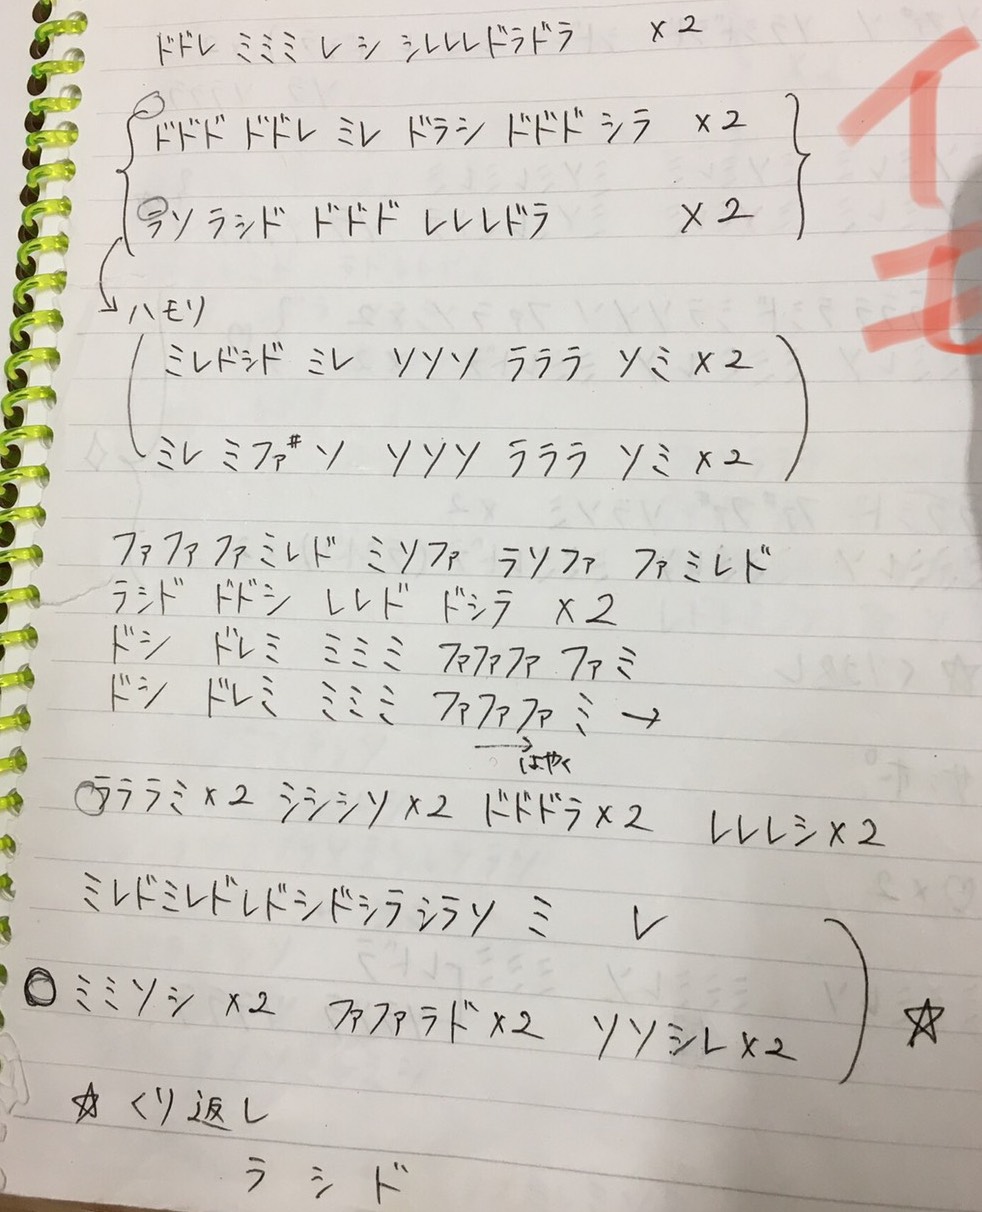 ドドレ ミミミ レシ シレレレドラドラ ×2
ドドド ドドレ ミレ ドラシ ドドド シラ ×2
ラソ ラシド ドドド レレレドラ ×2
→ハモリ
ミレドシド ミレ ソソソ ラララ ソミ ×2
ミレ ミファ# ソ ソソソ ラララ ソミ ×2
ファファファミレド ミソファ ラソファ ファミレド
ラシド ドドシ レレド ドシラ ×2
ドシ ドレミ ミミミ ファファファ ファミ
ドシ ドレミ ミミミ ファファファ ミ →
→はやく
ラララミ×2 シシシソ×2 ドドドラ×2 レレレシ×2
ミレドミレドレドシドシラシラソ ミ レ
ミミソシ ×2 ファファラド×2 ソソシレ×2 ☆
☆ くり返し
ラ シ ド
イモ